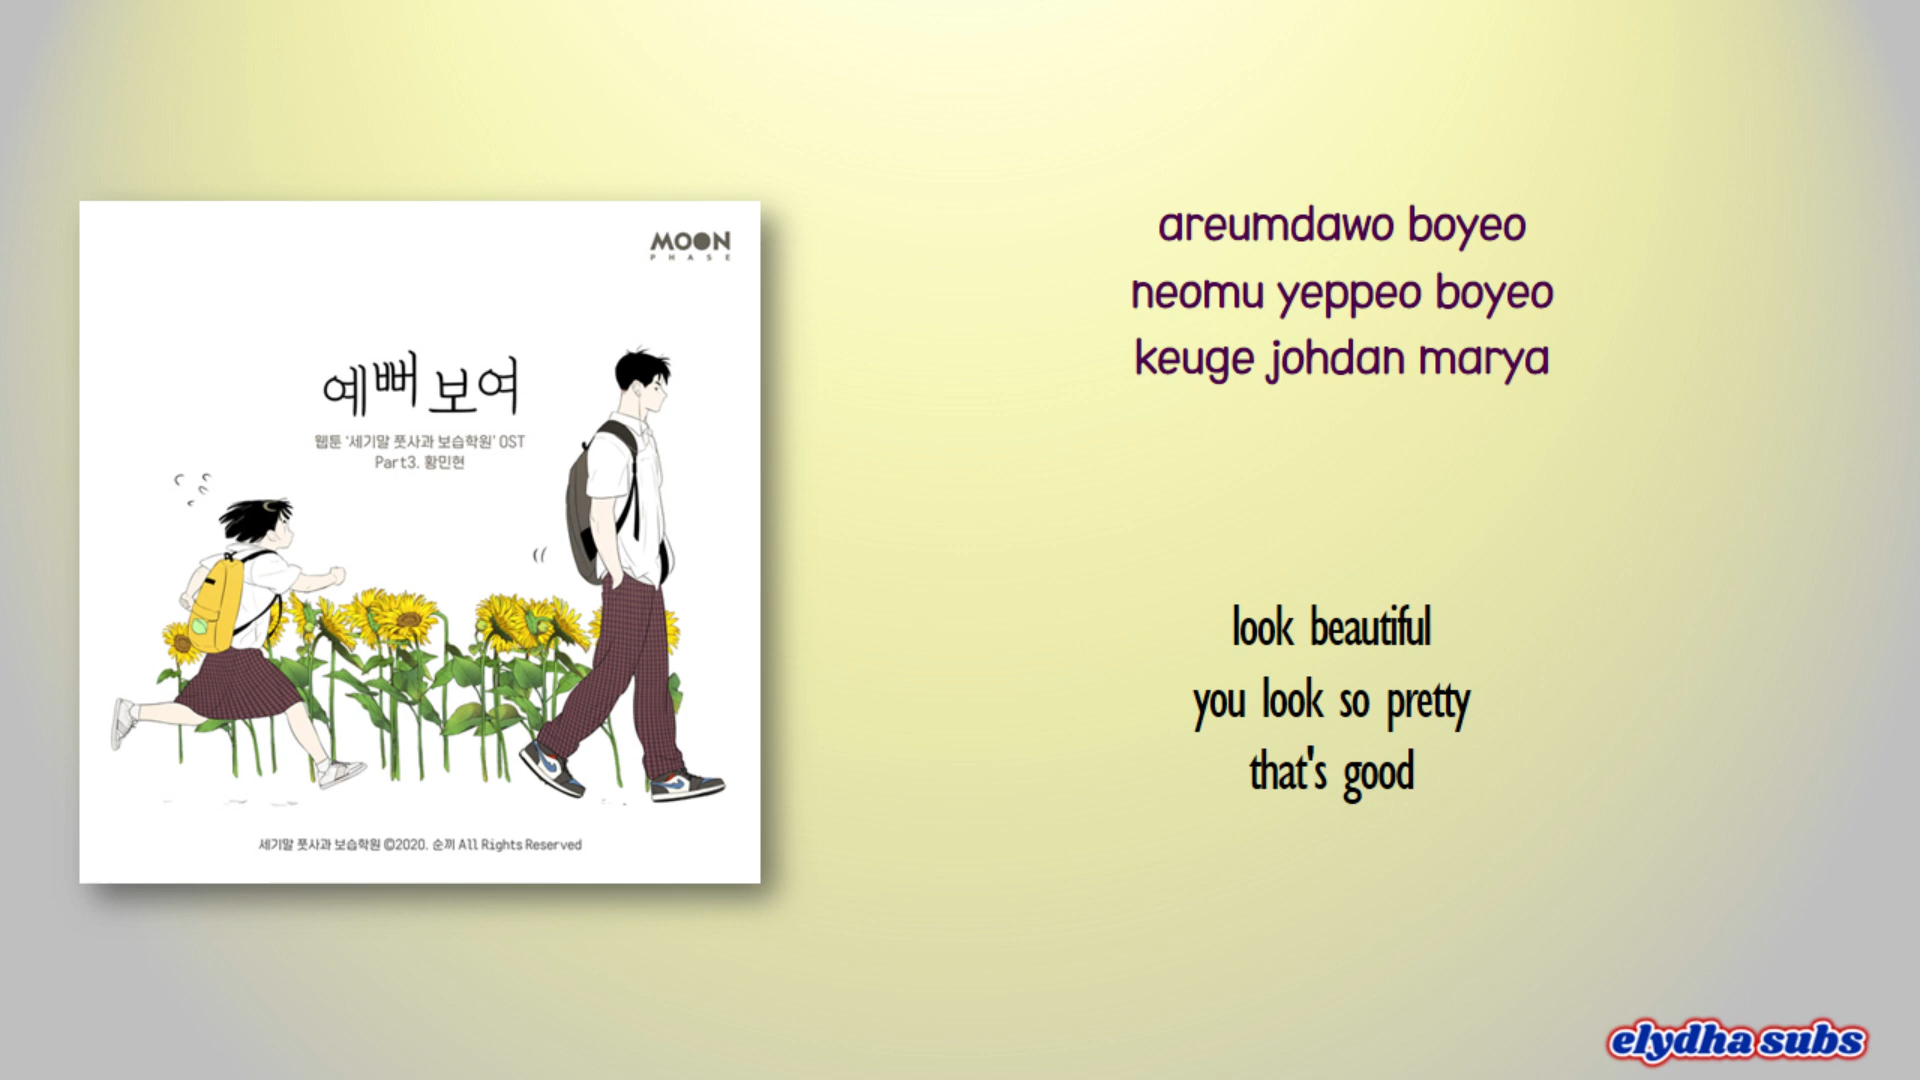 MOON
PHASE
예뻐 보여
웹툰 '세기말 풋사과 보습학원' OST
Part3. 황민현
세기말 풋사과 보습학원 ©2020. 순끼 All Rights Reserved
areumdawo boyeo
neomu yeppeo boyeo
keuge johdan marya
look beautiful
you look so pretty
that's good
elydha subs